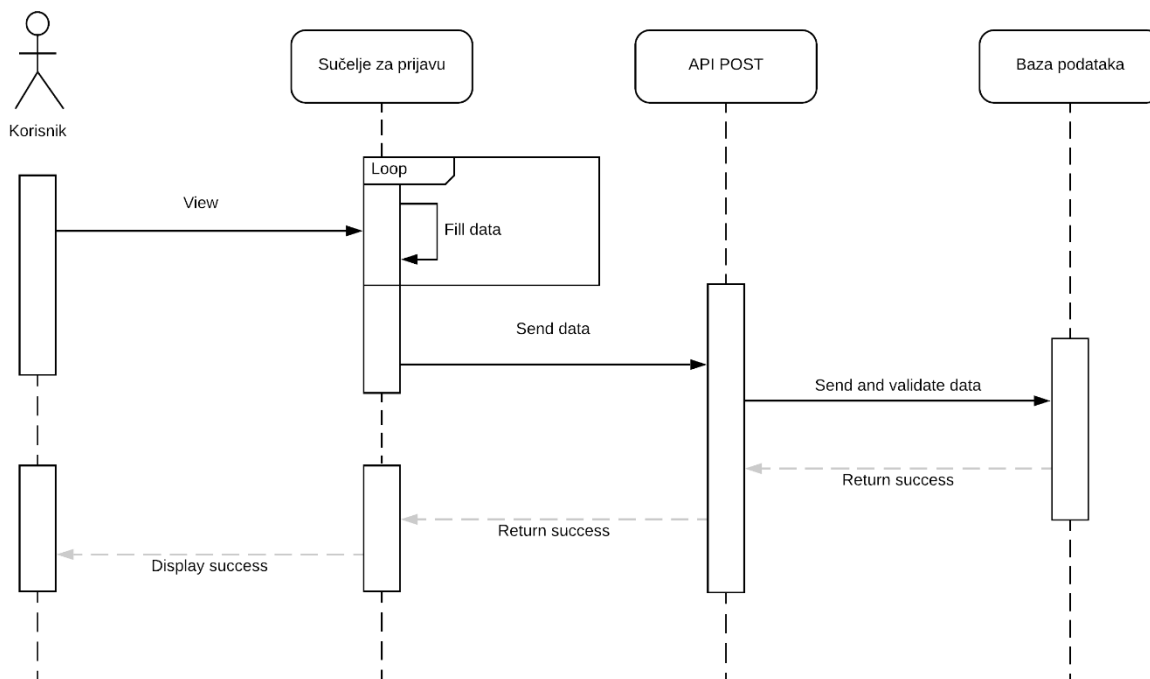 Sučelje za prijavu
API POST
Baza podataka
Korisnik
Loop
View
Fill data
Send data
Send and validate data
Return success
Return success
Display success